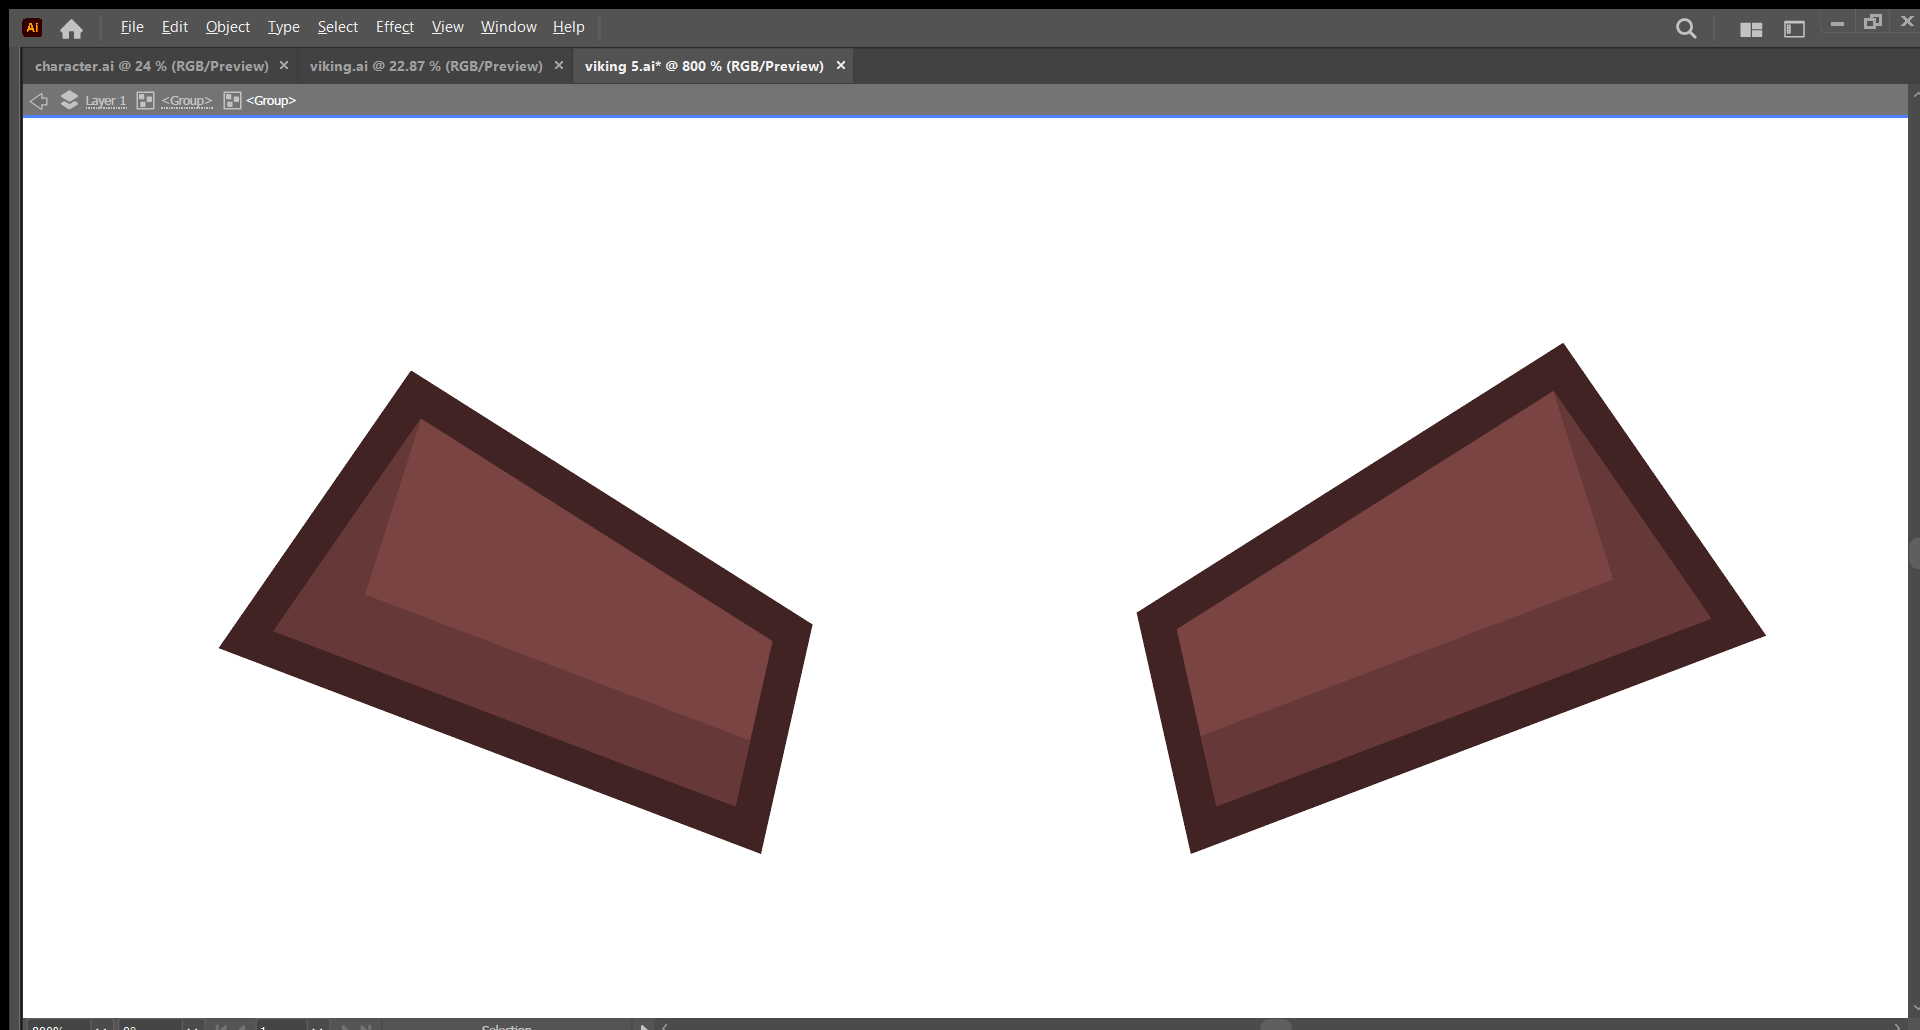 Ai File Edit Object Type Select Effect View Window Help
character.ai @ 24 % (RGB/Preview) × viking.ai @ 22.87 % (RGB/Preview) × viking 5.ai* @ 800 % (RGB/Preview) ×
Layer 1 <Group> <Group>
Selection